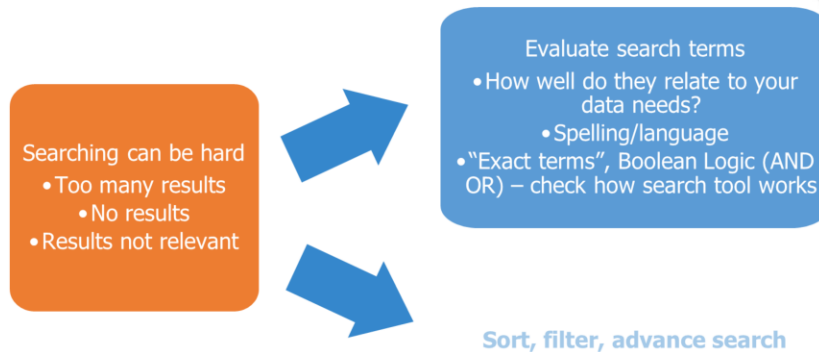 Searching can be hard
•Too many results
•No results
•Results not relevant
Evaluate search terms
•How well do they relate to your
data needs?
•Spelling/language
•“Exact terms”, Boolean Logic (AND
OR) – check how search tool works
Sort, filter, advance search